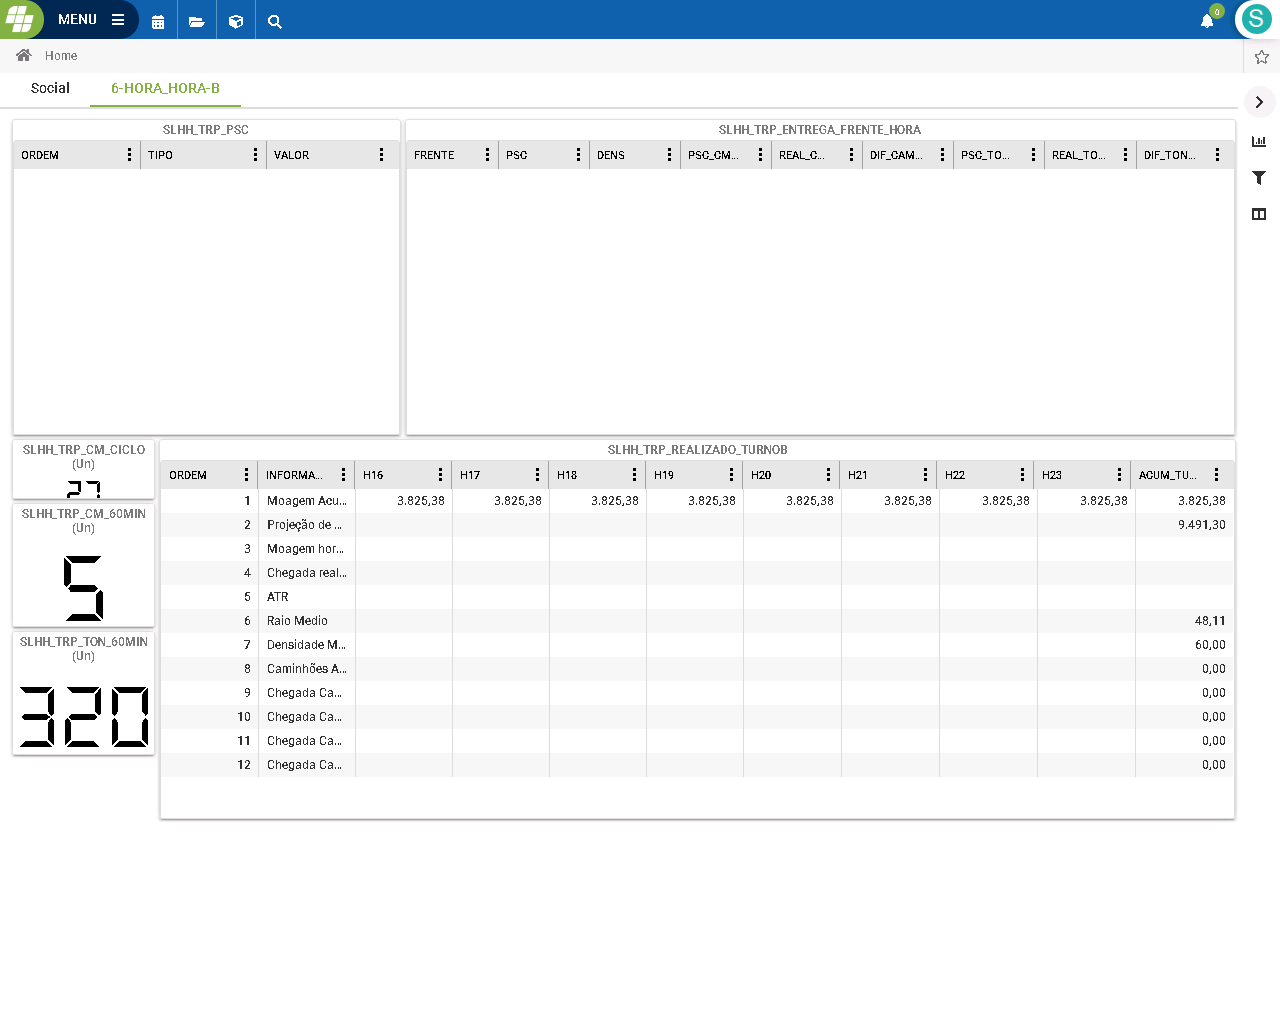 MENU
0
S
Home
Social 6-HORA_HORA-B
SLHH_TRP_PSC
ORDEM TIPO VALOR
SLHH_TRP_ENTREGA_FRENTE_HORA
FRENTE PSC DENS PSC_CM... REAL_C... DIF_CAM... PSC_TO... REAL_TO... DIF_TON...
SLHH_TRP_CM_CICLO
(Un)
27
SLHH_TRP_CM_60MIN
(Un)
5
SLHH_TRP_TON_60MIN
(Un)
320
SLHH_TRP_REALIZADO_TURNOB
ORDEM INFORMA... H16 H17 H18 H19 H20 H21 H22 H23 ACUM_TU...
1 Moagem Acu... 3.825,38 3.825,38 3.825,38 3.825,38 3.825,38 3.825,38 3.825,38 3.825,38 3.825,38
2 Projeção de ... 9.491,30
3 Moagem hor...
4 Chegada real...
5 ATR
6 Raio Medio 48,11
7 Densidade M... 60,00
8 Caminhões A... 0,00
9 Chegada Ca... 0,00
10 Chegada Ca... 0,00
11 Chegada Ca... 0,00
12 Chegada Ca... 0,00